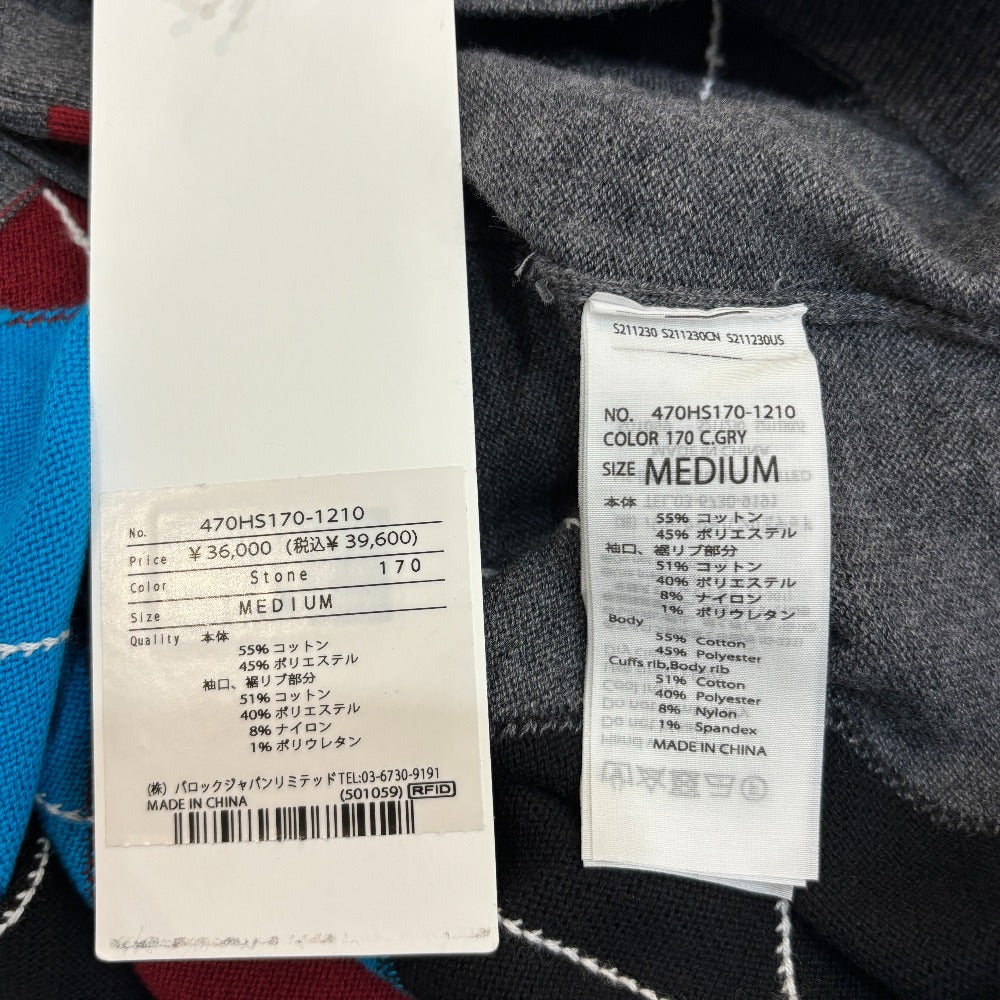 No. 470HS170-1210
Price ￥36,000 (税込￥39,600)
Color Stone 170
Size MEDIUM
Quality 本体
55% コットン
45% ポリエステル
袖口、裾リブ部分
51% コットン
40% ポリエステル
8% ナイロン
1% ポリウレタン
(株) バロックジャパンリミテッド TEL:03-6730-9191
MADE IN CHINA (501059) RFID
S211230 S211230CN S211230US
NO. 470HS170-1210
COLOR 170 C.GRY
SIZE MEDIUM
本体
55% コットン
45% ポリエステル
袖口、裾リブ部分
51% コットン
40% ポリエステル
8% ナイロン
1% ポリウレタン
Body
55% Cotton
45% Polyester
Cuffs rib,Body rib
51% Cotton
40% Polyester
8% Nylon
1% Spandex
MADE IN CHINA